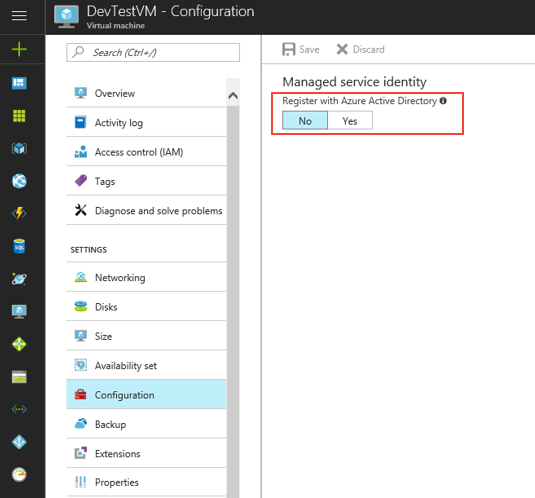 DevTestVM - Configuration
Virtual machine
Search (Ctrl+/)
Overview
Activity log
Access control (IAM)
Tags
Diagnose and solve problems
SETTINGS
Networking
Disks
Size
Availability set
Configuration
Backup
Extensions
Properties
Save Discard
Managed service identity
Register with Azure Active Directory
No Yes
SQL